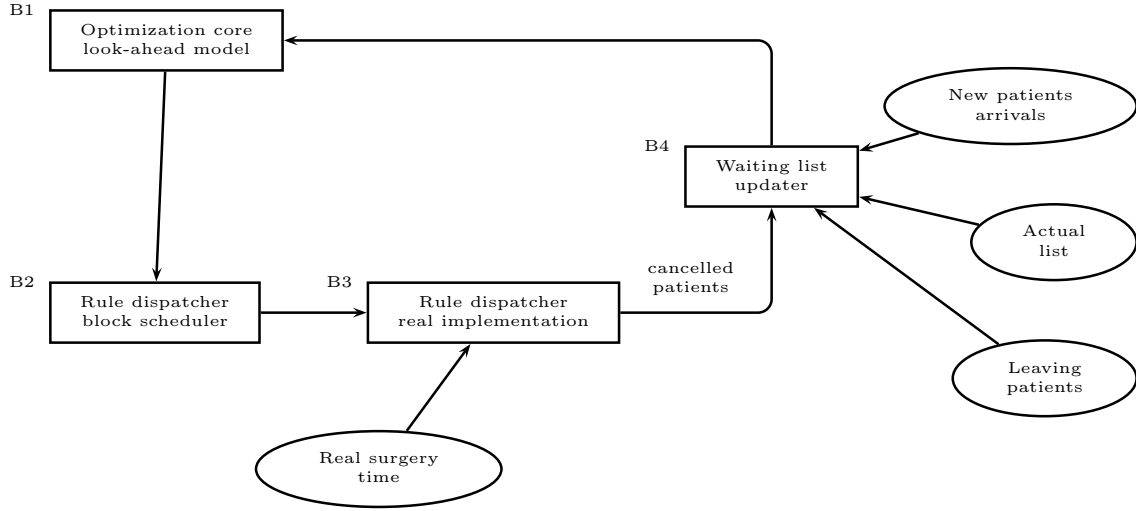 B1
Optimization core
look-ahead model
New patients
arrivals
B4
Waiting list
updater
Actual
list
B2
Rule dispatcher
block scheduler
B3
Rule dispatcher
real implementation
cancelled
patients
Leaving
patients
Real surgery
time